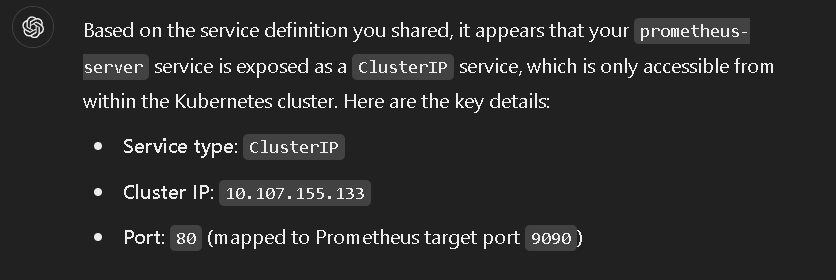 Based on the service definition you shared, it appears that your prometheus-
server service is exposed as a ClusterIP service, which is only accessible from
within the Kubernetes cluster. Here are the key details:
• Service type: ClusterIP
• Cluster IP: 10.107.155.133
• Port: 80 (mapped to Prometheus target port 9090)